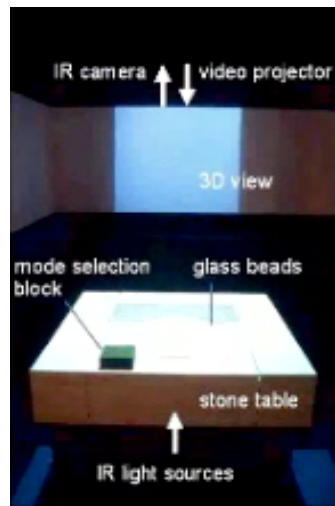 IR camera
video projector
3D view
mode selection
block
glass beads
stone table
IR light sources